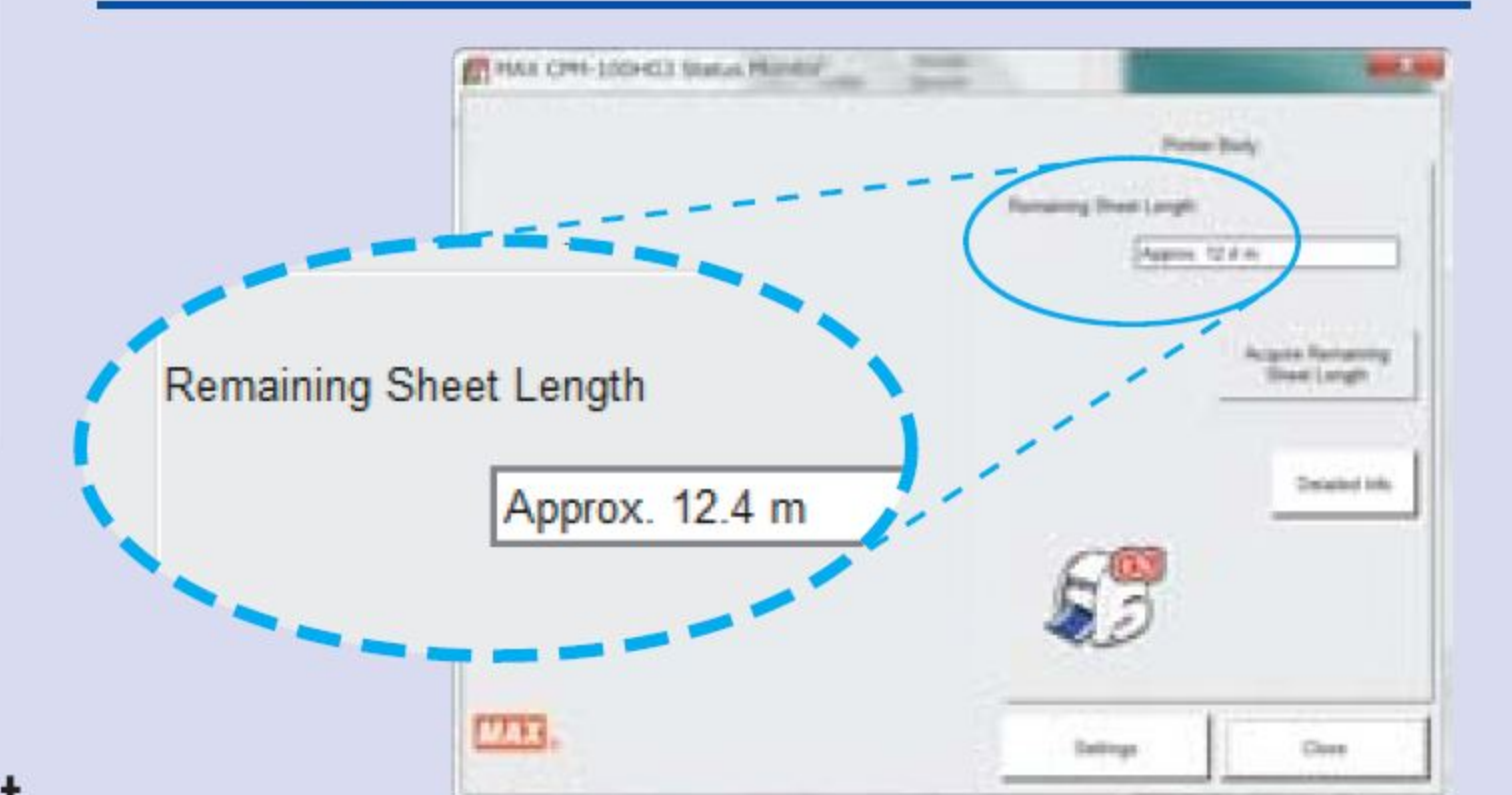 MAX CPM-100HG3 Status Monitor
Printer Body
Remaining Sheet Length
Approx. 12.4 m
Remaining Sheet Length
Approx. 12.4 m
Acquire Remaining
Sheet Length
Detailed Info
MAX
Settings
Close
t